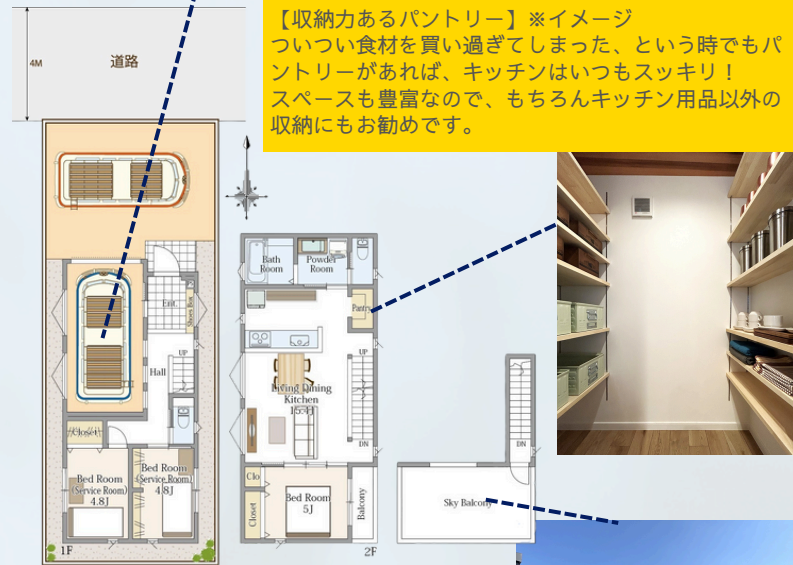 【収納力あるパントリー】※イメージ
ついつい食材を買い過ぎてしまった、という時でもパ
ントリーがあれば、キッチンはいつもスッキリ！
スペースも豊富なので、もちろんキッチン用品以外の
収納にもお勧めです。
4M
道路
Ent.
Shoes Box
UP
Hall
Closet
Bed Room
(Service Room)
4.8J
Bed Room
(Service Room)
4.8J
1F
Bath
Room
Powder
Room
Pantry
UP
Living Dining
Kitchen
15.4J
DN
Clo
Closet
Bed Room
5J
Balcony
2F
DN
Sky Balcony